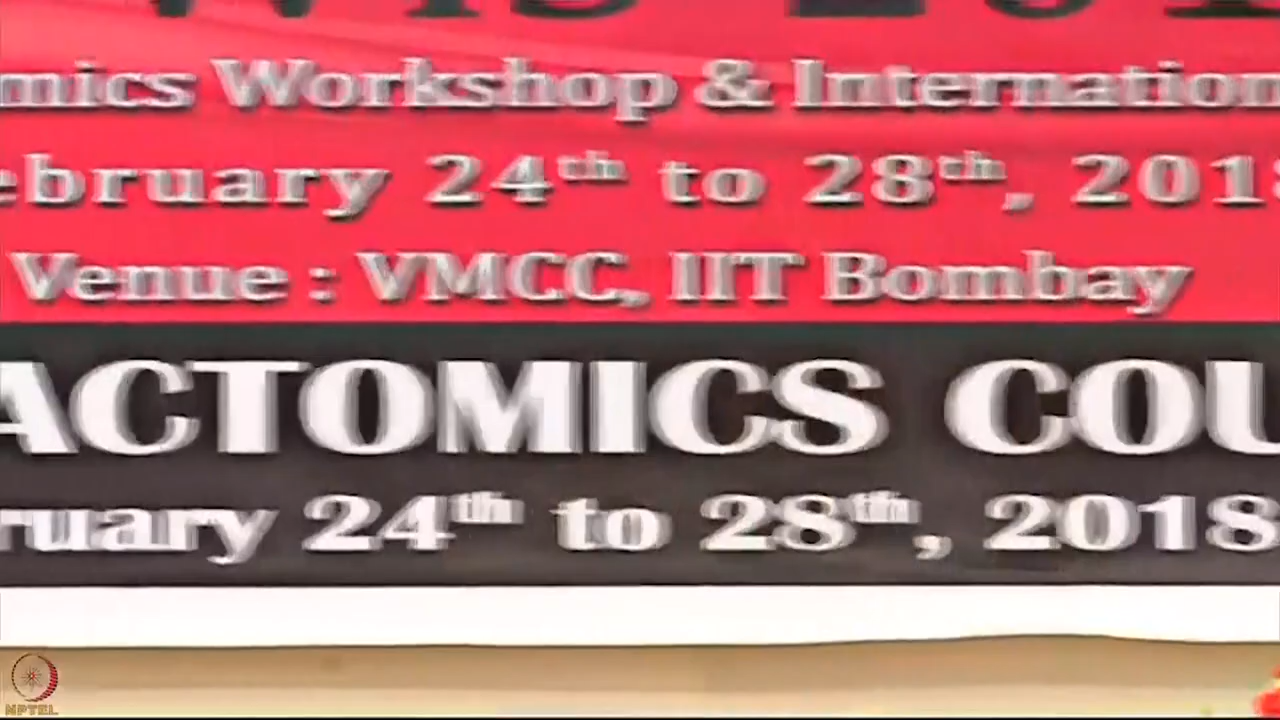 mics Workshop & Internation
ebruary 24th to 28th, 2018
Venue : VMCC, IIT Bombay
ACTOMICS COU
ruary 24th to 28th, 2018
NPTEL